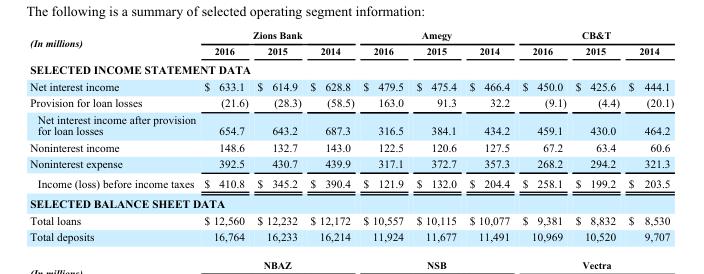 The following is a summary of selected operating segment information:
Zions Bank Amegy CB&T
(In millions)
2016 2015 2014 2016 2015 2014 2016 2015 2014
SELECTED INCOME STATEMENT DATA
Net interest income $ 633.1 $ 614.9 $ 628.8 $ 479.5 $ 475.4 $ 466.4 $ 450.0 $ 425.6 $ 444.1
Provision for loan losses (21.6) (28.3) (58.5) 163.0 91.3 32.2 (9.1) (4.4) (20.1)
Net interest income after provision
for loan losses 654.7 643.2 687.3 316.5 384.1 434.2 459.1 430.0 464.2
Noninterest income 148.6 132.7 143.0 122.5 120.6 127.5 67.2 63.4 60.6
Noninterest expense 392.5 430.7 439.9 317.1 372.7 357.3 268.2 294.2 321.3
Income (loss) before income taxes $ 410.8 $ 345.2 $ 390.4 $ 121.9 $ 132.0 $ 204.4 $ 258.1 $ 199.2 $ 203.5
SELECTED BALANCE SHEET DATA
Total loans $ 12,560 $ 12,232 $ 12,172 $ 10,557 $ 10,115 $ 10,077 $ 9,381 $ 8,832 $ 8,530
Total deposits 16,764 16,233 16,214 11,924 11,677 11,491 10,969 10,520 9,707
NBAZ NSB Vectra
(In millions)